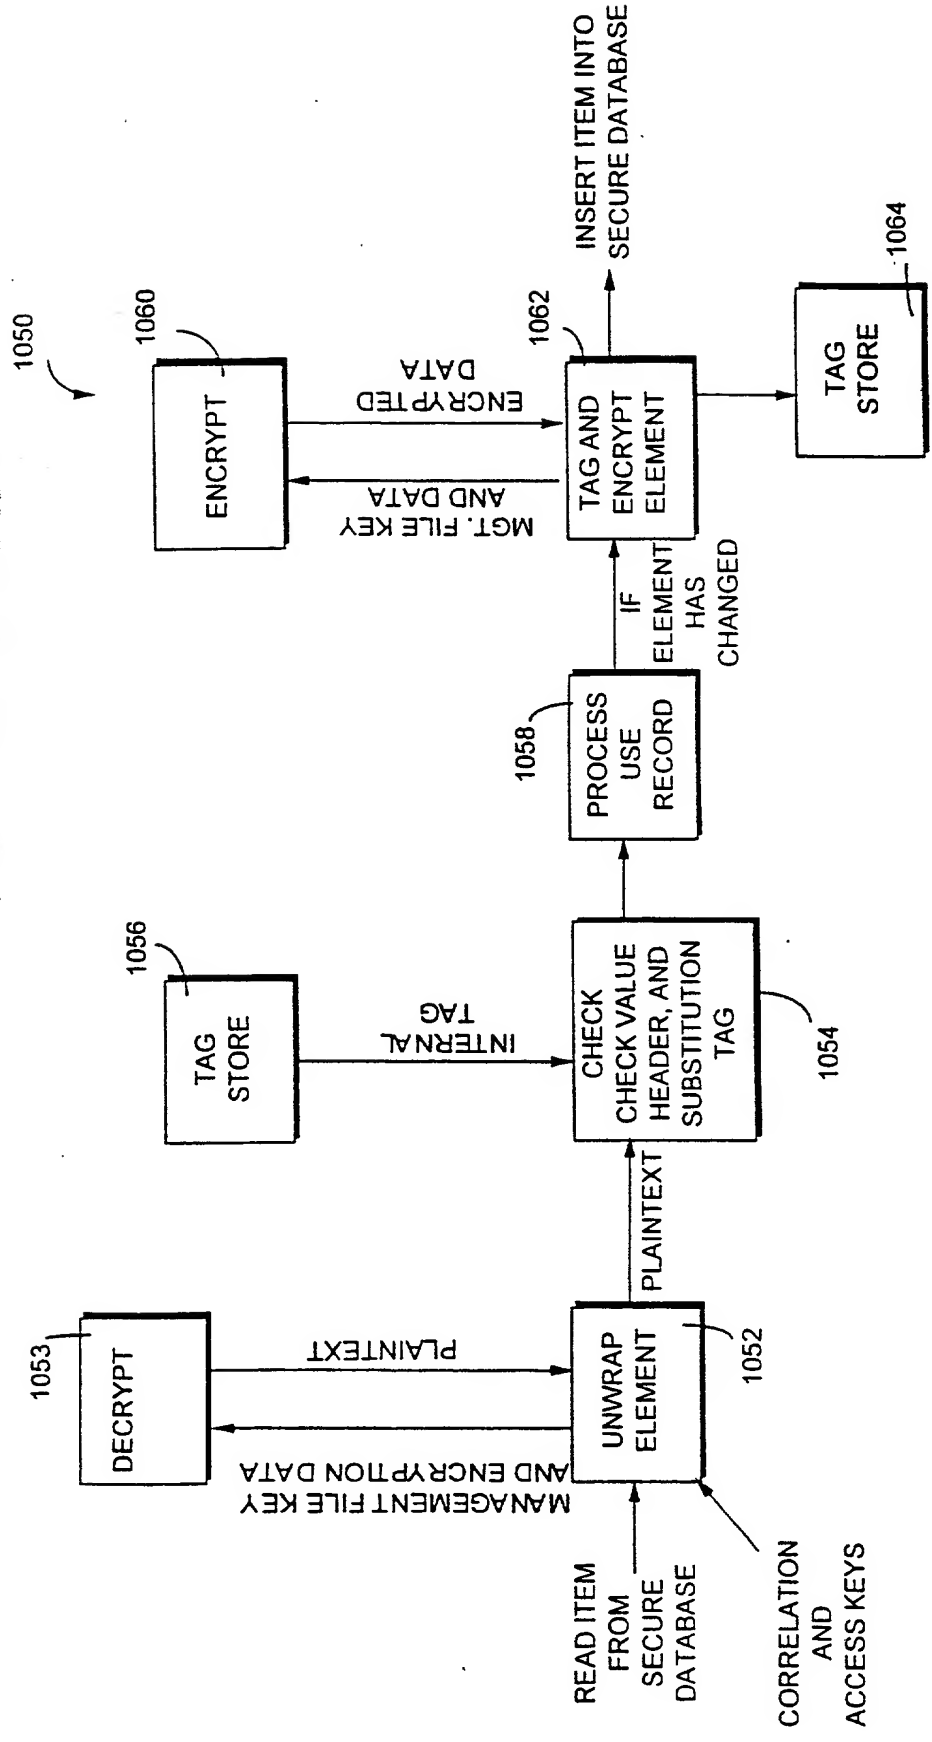 1050
1053
DECRYPT
MANAGEMENT FILE KEY
AND ENCRYPTION DATA
PLAINTEXT
READ ITEM
FROM
SECURE
DATABASE
CORRELATION
AND
ACCESS KEYS
UNWRAP
ELEMENT
1052
PLAINTEXT
1056
TAG
STORE
INTERNAL
TAG
CHECK
CHECK VALUE
HEADER, AND
SUBSTITUTION
TAG
1054
1058
PROCESS
USE
RECORD
IF
ELEMENT
HAS
CHANGED
1060
ENCRYPT
MGT. FILE KEY
AND DATA
ENCRYPTED
DATA
1062
TAG AND
ENCRYPT
ELEMENT
INSERT ITEM INTO
SECURE DATABASE
TAG
STORE
1064